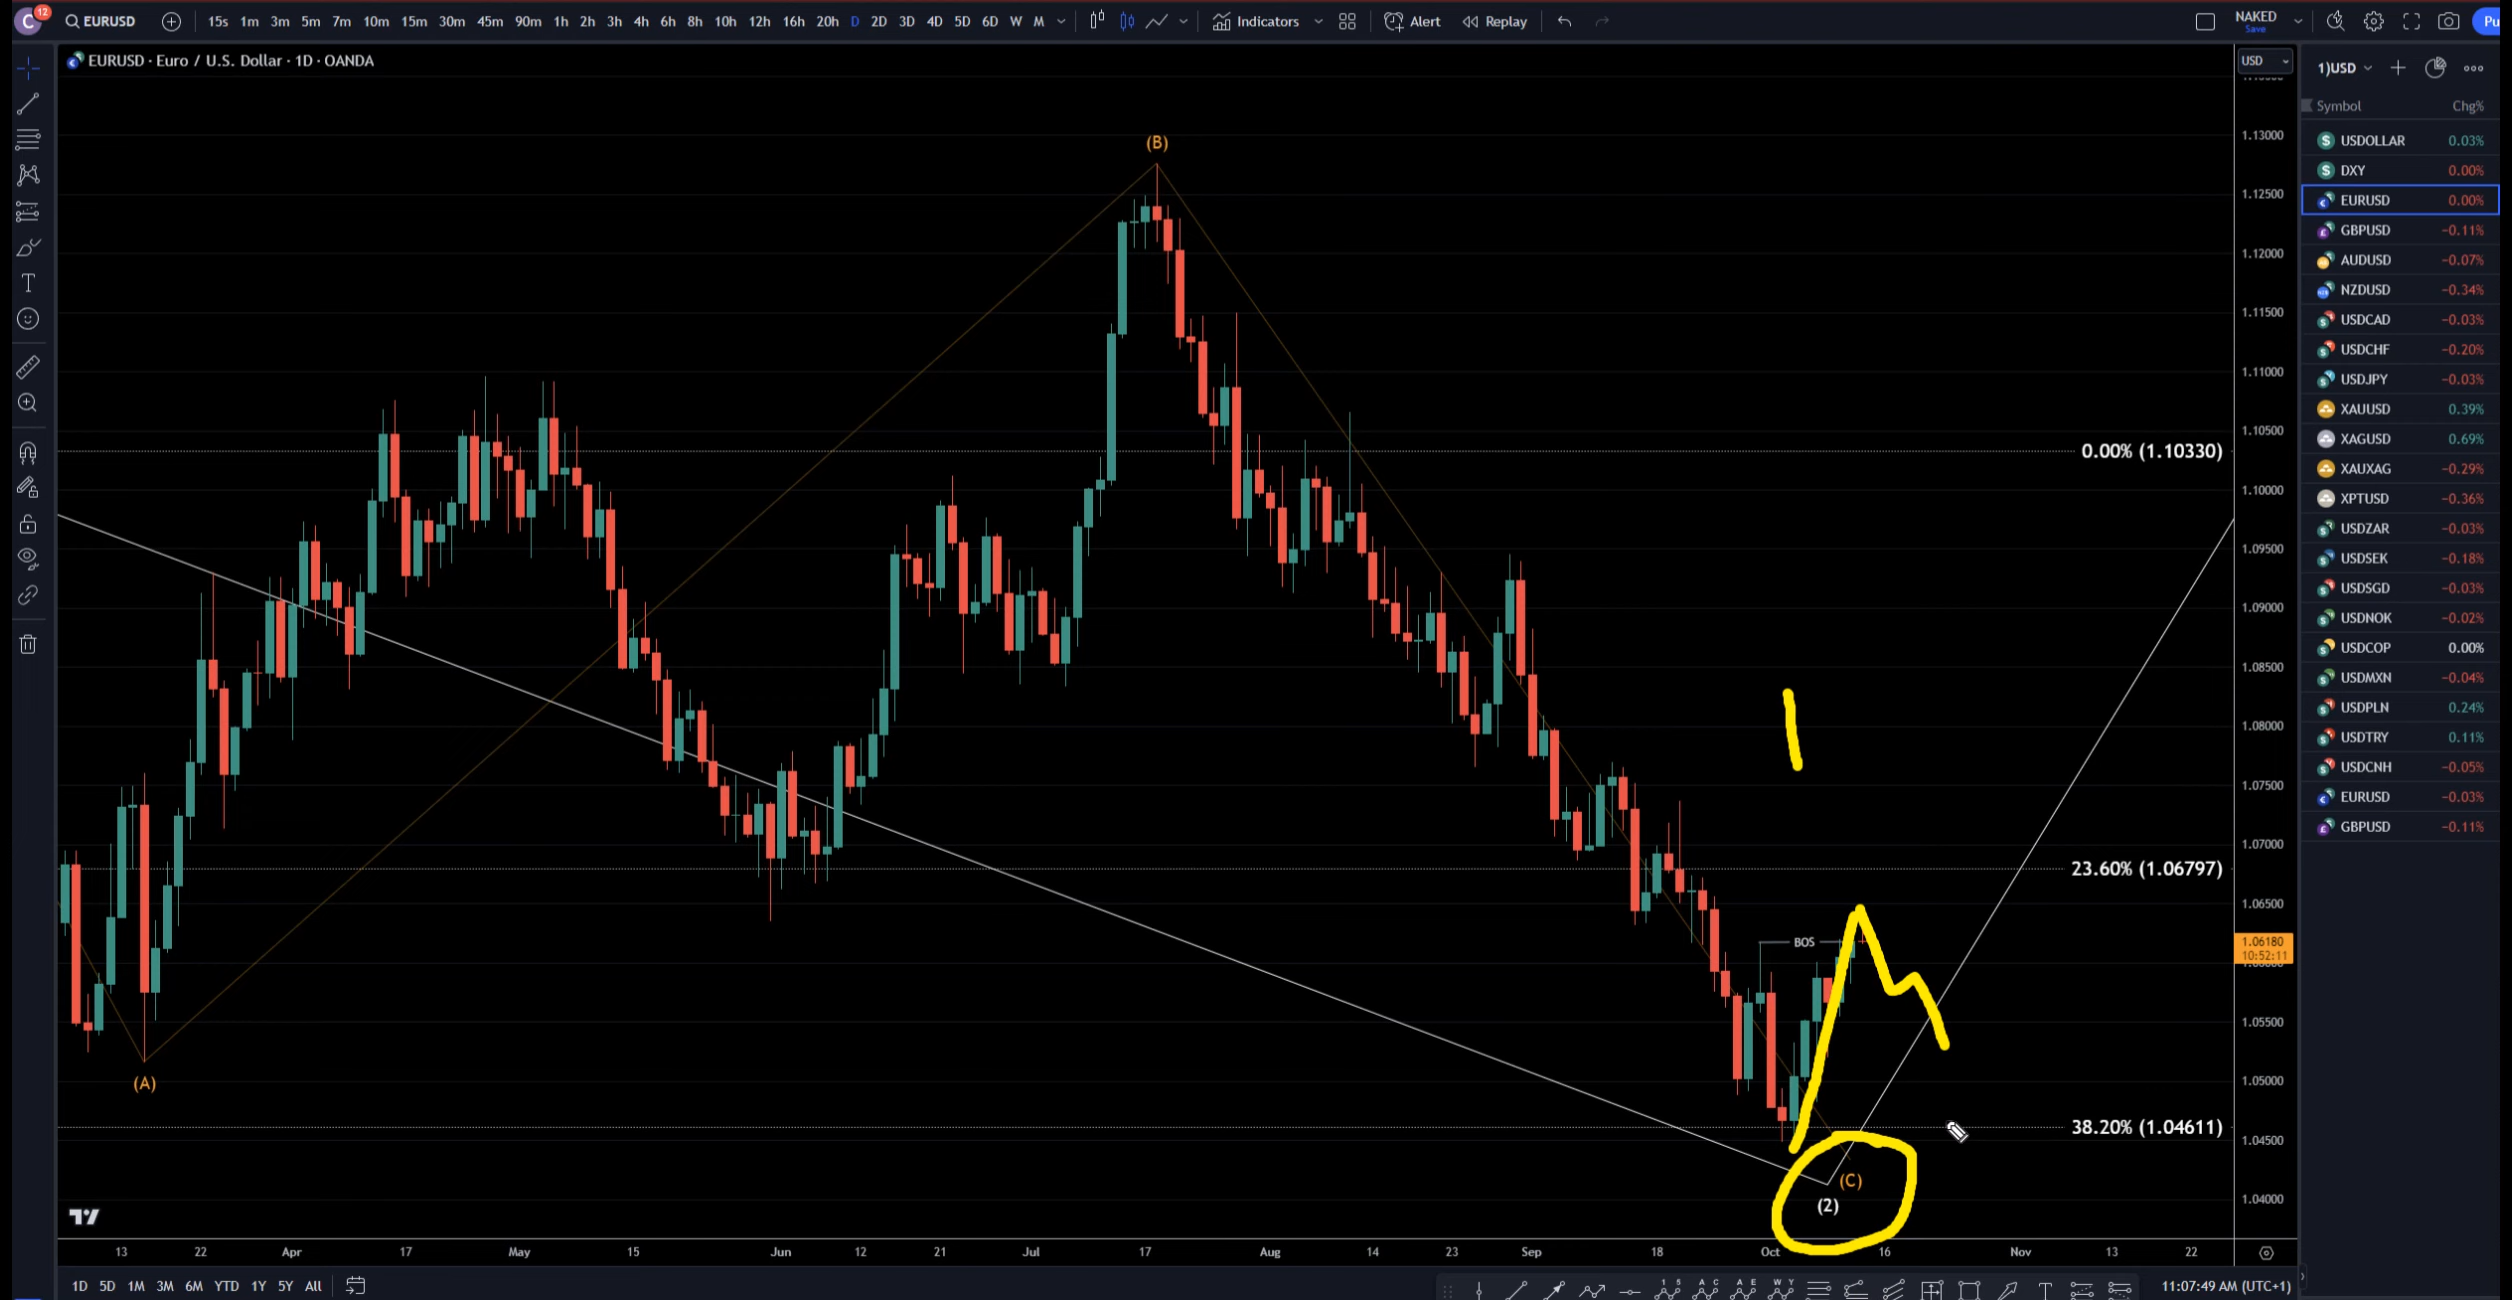 C 12 EURUSD 15s 1m 3m 5m 7m 10m 15m 30m 45m 90m 1h 2h 3h 4h 6h 8h 10h 12h 16h 20h D 2D 3D 4D 5D 6D W M Indicators Alert Replay NAKED Pu
Save
EURUSD · Euro / U.S. Dollar · 1D · OANDA
USD
1)USD
Symbol Chg%
1.13000
1.12500
1.12000
1.11500
1.11000
1.10500
1.10000
1.09500
1.09000
1.08500
1.08000
1.07500
1.07000
1.06500
1.06180
10:52:11
1.05500
1.05000
1.04500
1.04000
(B)
0.00% (1.10330)
23.60% (1.06797)
BOS
(A)
38.20% (1.04611)
(C)
(2)
USDOLLAR 0.03%
DXY 0.00%
EURUSD 0.00%
GBPUSD −0.11%
AUDUSD −0.07%
NZDUSD −0.34%
USDCAD −0.03%
USDCHF −0.20%
USDJPY −0.03%
XAUUSD 0.39%
XAGUSD 0.69%
XAUXAG −0.29%
XPTUSD −0.36%
USDZAR −0.03%
USDSEK −0.18%
USDSGD −0.03%
USDNOK −0.02%
USDCOP 0.00%
USDMXN −0.04%
USDPLN 0.24%
USDTRY 0.11%
USDCNH −0.05%
EURUSD −0.03%
GBPUSD −0.11%
13 22 Apr 17 May 15 Jun 12 21 Jul 17 Aug 14 23 Sep 18 Oct 16 Nov 13 22
1D 5D 1M 3M 6M YTD 1Y 5Y All
11:07:49 AM (UTC+1)